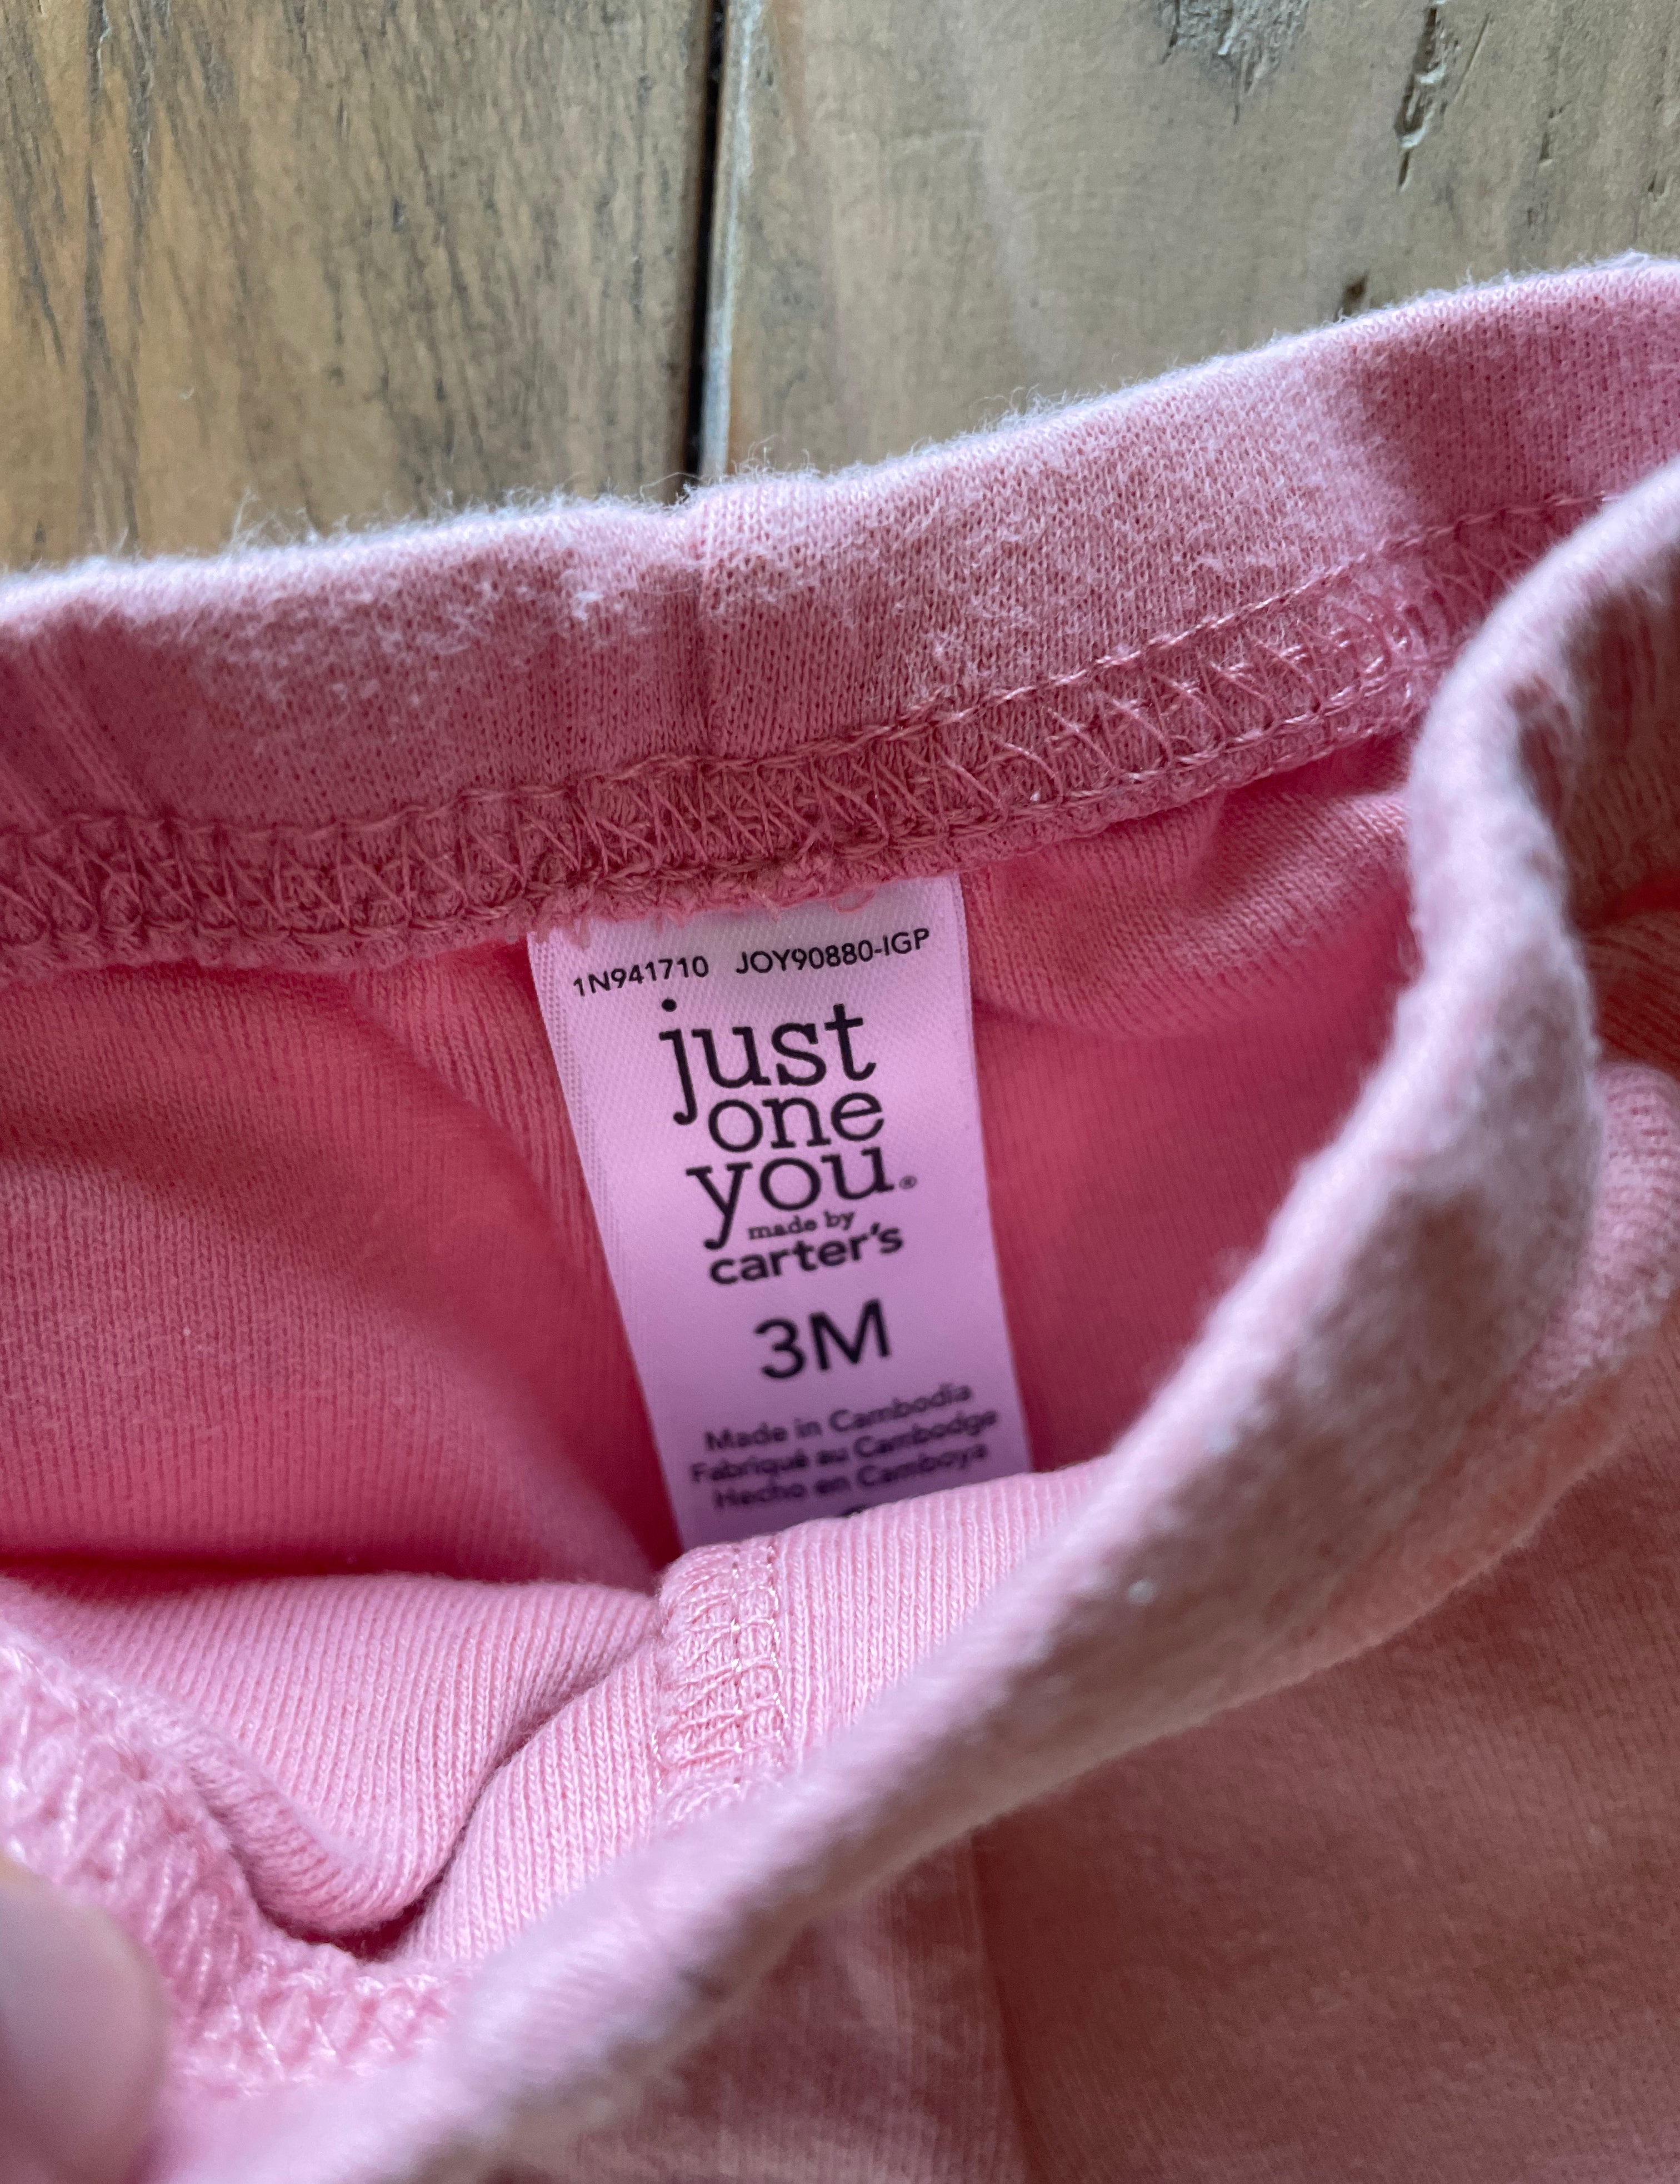 1N941710 JOY90880-IGP
just
one
you®
made by
carter's
3M
Made in Cambodia
Fabriqué au Cambodge
Hecho en Camboya